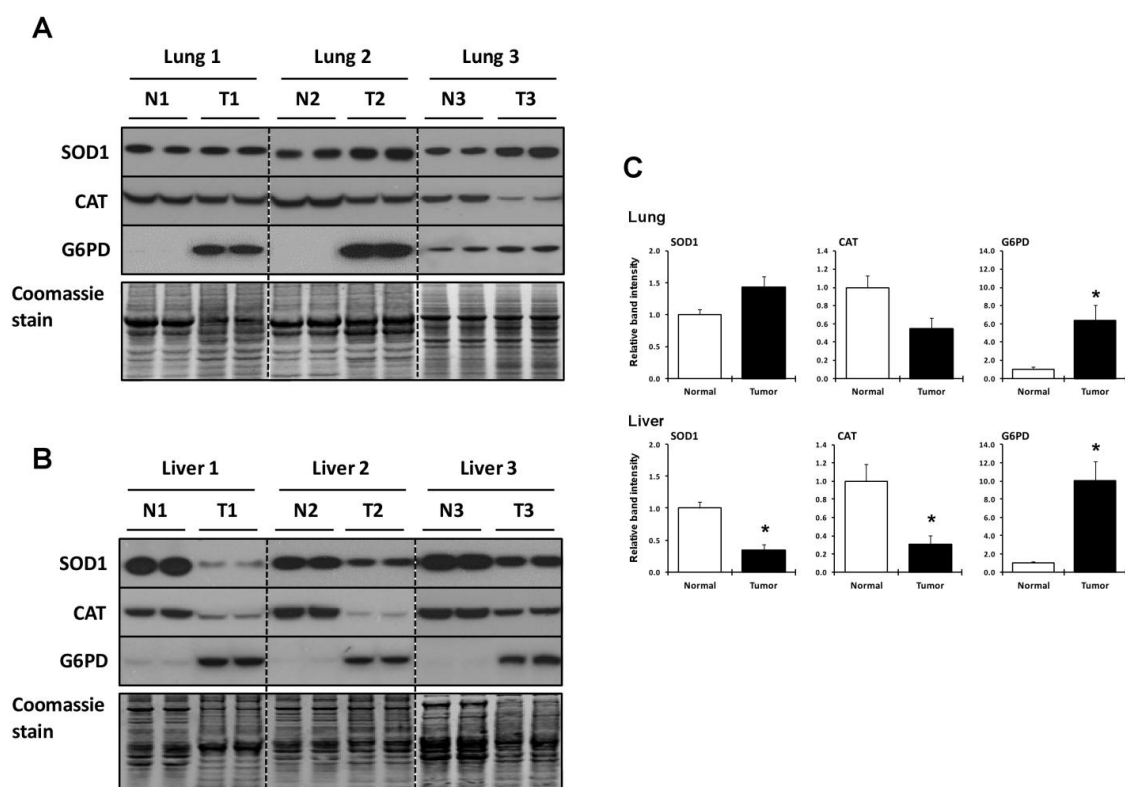 A
Lung 1 Lung 2 Lung 3
N1 T1 N2 T2 N3 T3
SOD1
CAT
G6PD
Coomassie
stain
B
Liver 1 Liver 2 Liver 3
N1 T1 N2 T2 N3 T3
SOD1
CAT
G6PD
Coomassie
stain
C
Lung
SOD1
Relative band intensity
2.0
1.5
1.0
0.5
0.0
Normal Tumor
CAT
1.4
1.2
1.0
0.8
0.6
0.4
0.2
0.0
Normal Tumor
G6PD
14.0
12.0
10.0
8.0
6.0
4.0
2.0
0.0
*
Normal Tumor
Liver
SOD1
Relative band intensity
2.0
1.5
1.0
0.5
0.0
*
Normal Tumor
CAT
1.4
1.2
1.0
0.8
0.6
0.4
0.2
0.0
*
Normal Tumor
G6PD
14.0
12.0
10.0
8.0
6.0
4.0
2.0
0.0
*
Normal Tumor